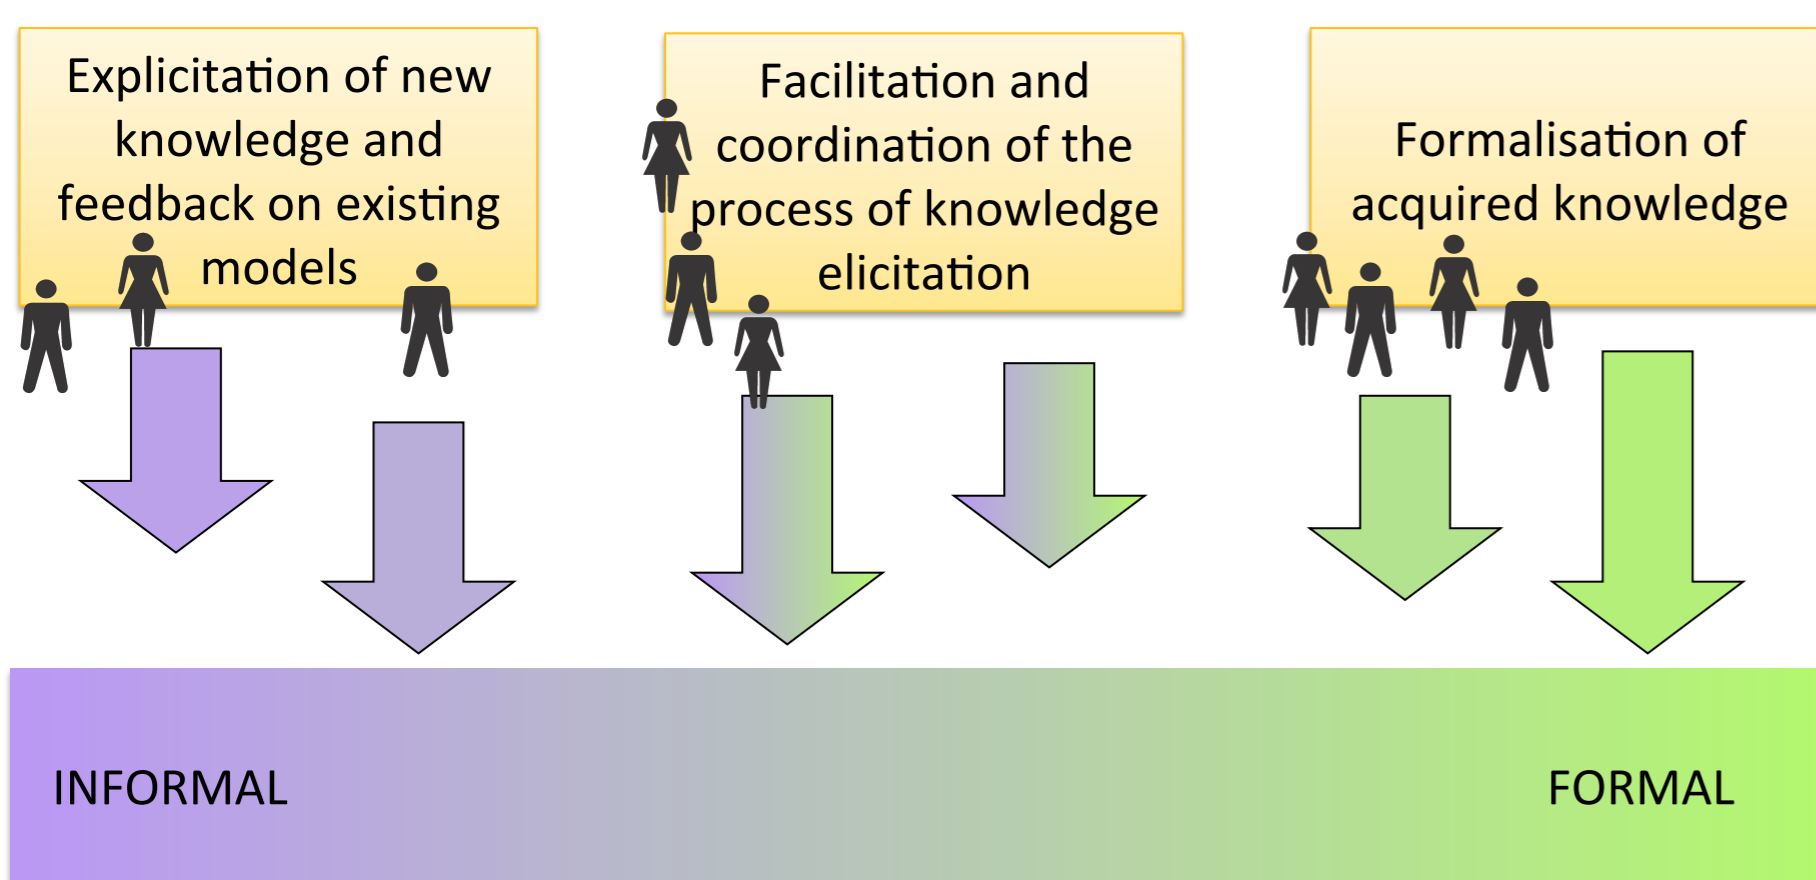 Explicitation of new
knowledge and
feedback on existing
models
Facilitation and
coordination of the
process of knowledge
elicitation
Formalisation of
acquired knowledge
INFORMAL
FORMAL